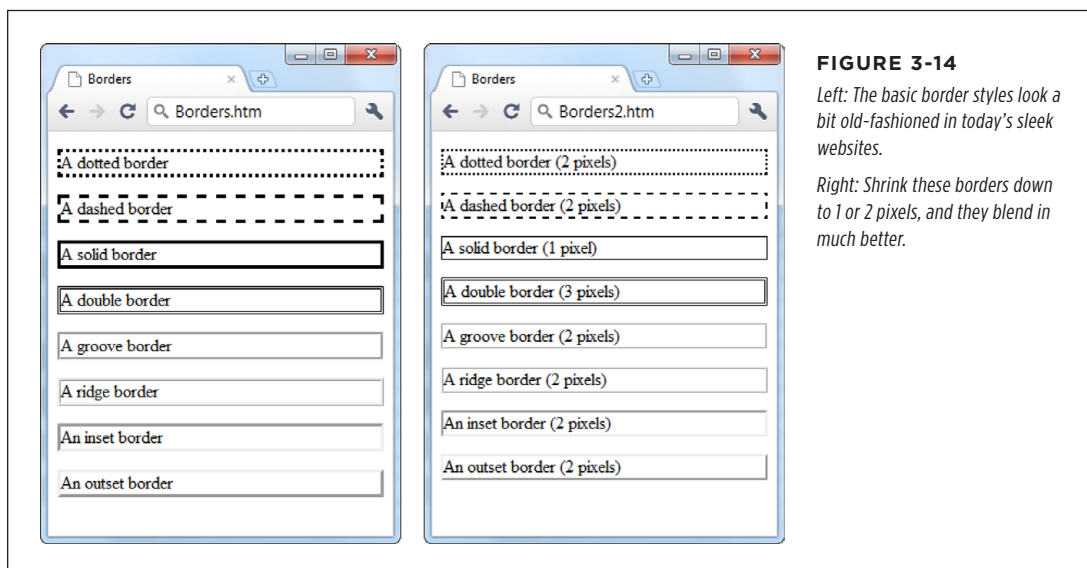 Borders
Borders.htm
A dotted border
A dashed border
A solid border
A double border
A groove border
A ridge border
An inset border
An outset border
Borders
Borders2.htm
A dotted border (2 pixels)
A dashed border (2 pixels)
A solid border (1 pixel)
A double border (3 pixels)
A groove border (2 pixels)
A ridge border (2 pixels)
An inset border (2 pixels)
An outset border (2 pixels)
FIGURE 3-14
Left: The basic border styles look a
bit old-fashioned in today’s sleek
websites.
Right: Shrink these borders down
to 1 or 2 pixels, and they blend in
much better.